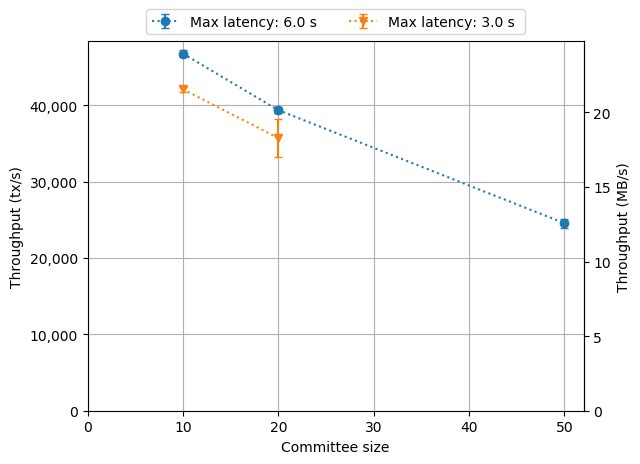 Max latency: 6.0 s
Max latency: 3.0 s
Throughput (tx/s)
40,000
30,000
20,000
10,000
0
Throughput (MB/s)
20
15
10
5
0
0 10 20 30 40 50
Committee size